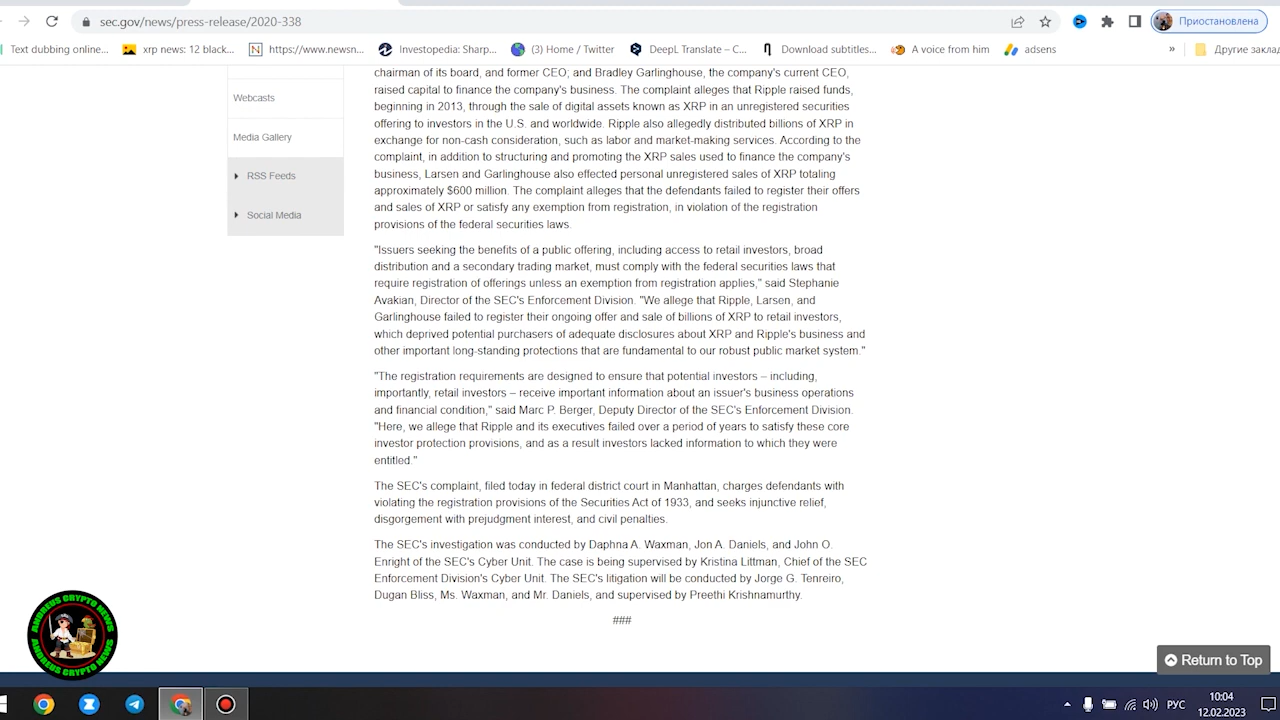 sec.gov/news/press-release/2020-338
Приостановлена
Text dubbing online...
xrp news: 12 black...
https://www.newsn...
Investopedia: Sharp...
(3) Home / Twitter
DeepL Translate – C...
Download subtitles...
A voice from him
adsens
»
Другие заклад
Webcasts
Media Gallery
RSS Feeds
Social Media
chairman of its board, and former CEO; and Bradley Garlinghouse, the company's current CEO,
raised capital to finance the company's business. The complaint alleges that Ripple raised funds,
beginning in 2013, through the sale of digital assets known as XRP in an unregistered securities
offering to investors in the U.S. and worldwide. Ripple also allegedly distributed billions of XRP in
exchange for non-cash consideration, such as labor and market-making services. According to the
complaint, in addition to structuring and promoting the XRP sales used to finance the company's
business, Larsen and Garlinghouse also effected personal unregistered sales of XRP totaling
approximately $600 million. The complaint alleges that the defendants failed to register their offers
and sales of XRP or satisfy any exemption from registration, in violation of the registration
provisions of the federal securities laws.
"Issuers seeking the benefits of a public offering, including access to retail investors, broad
distribution and a secondary trading market, must comply with the federal securities laws that
require registration of offerings unless an exemption from registration applies," said Stephanie
Avakian, Director of the SEC's Enforcement Division. "We allege that Ripple, Larsen, and
Garlinghouse failed to register their ongoing offer and sale of billions of XRP to retail investors,
which deprived potential purchasers of adequate disclosures about XRP and Ripple's business and
other important long-standing protections that are fundamental to our robust public market system."
"The registration requirements are designed to ensure that potential investors – including,
importantly, retail investors – receive important information about an issuer's business operations
and financial condition," said Marc P. Berger, Deputy Director of the SEC's Enforcement Division.
"Here, we allege that Ripple and its executives failed over a period of years to satisfy these core
investor protection provisions, and as a result investors lacked information to which they were
entitled."
The SEC's complaint, filed today in federal district court in Manhattan, charges defendants with
violating the registration provisions of the Securities Act of 1933, and seeks injunctive relief,
disgorgement with prejudgment interest, and civil penalties.
The SEC's investigation was conducted by Daphna A. Waxman, Jon A. Daniels, and John O.
Enright of the SEC's Cyber Unit. The case is being supervised by Kristina Littman, Chief of the SEC
Enforcement Division's Cyber Unit. The SEC's litigation will be conducted by Jorge G. Tenreiro,
Dugan Bliss, Ms. Waxman, and Mr. Daniels, and supervised by Preethi Krishnamurthy.
###
ANDREUS CRYPTO NEWS
ANDREUS CRYPTO NEWS
Return to Top
РУС
10:04
12.02.2023